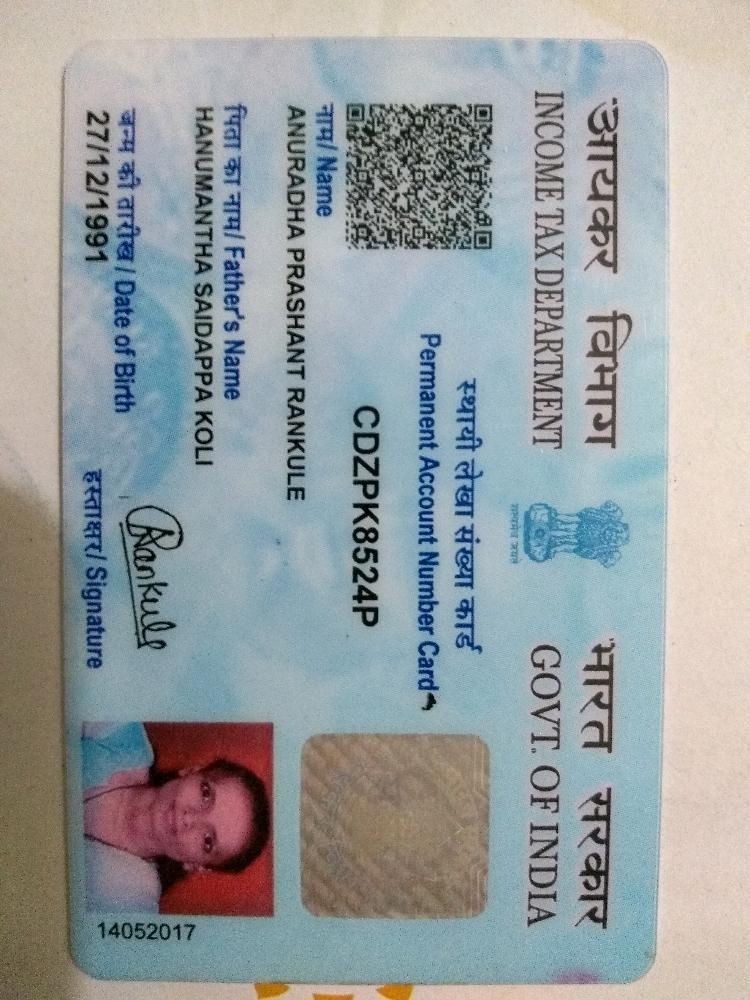 आयकर विभाग
INCOME TAX DEPARTMENT
सत्यमेव जयते
भारत सरकार
GOVT. OF INDIA
स्थायी लेखा संख्या कार्ड
Permanent Account Number Card
CDZPK8524P
नाम/ Name
ANURADHA PRASHANT RANKULE
पिता का नाम/ Father's Name
HANUMANTHA SAIDAPPA KOLI
जन्म की तारीख / Date of Birth
27/12/1991
ARankule
हस्ताक्षर/ Signature
14052017